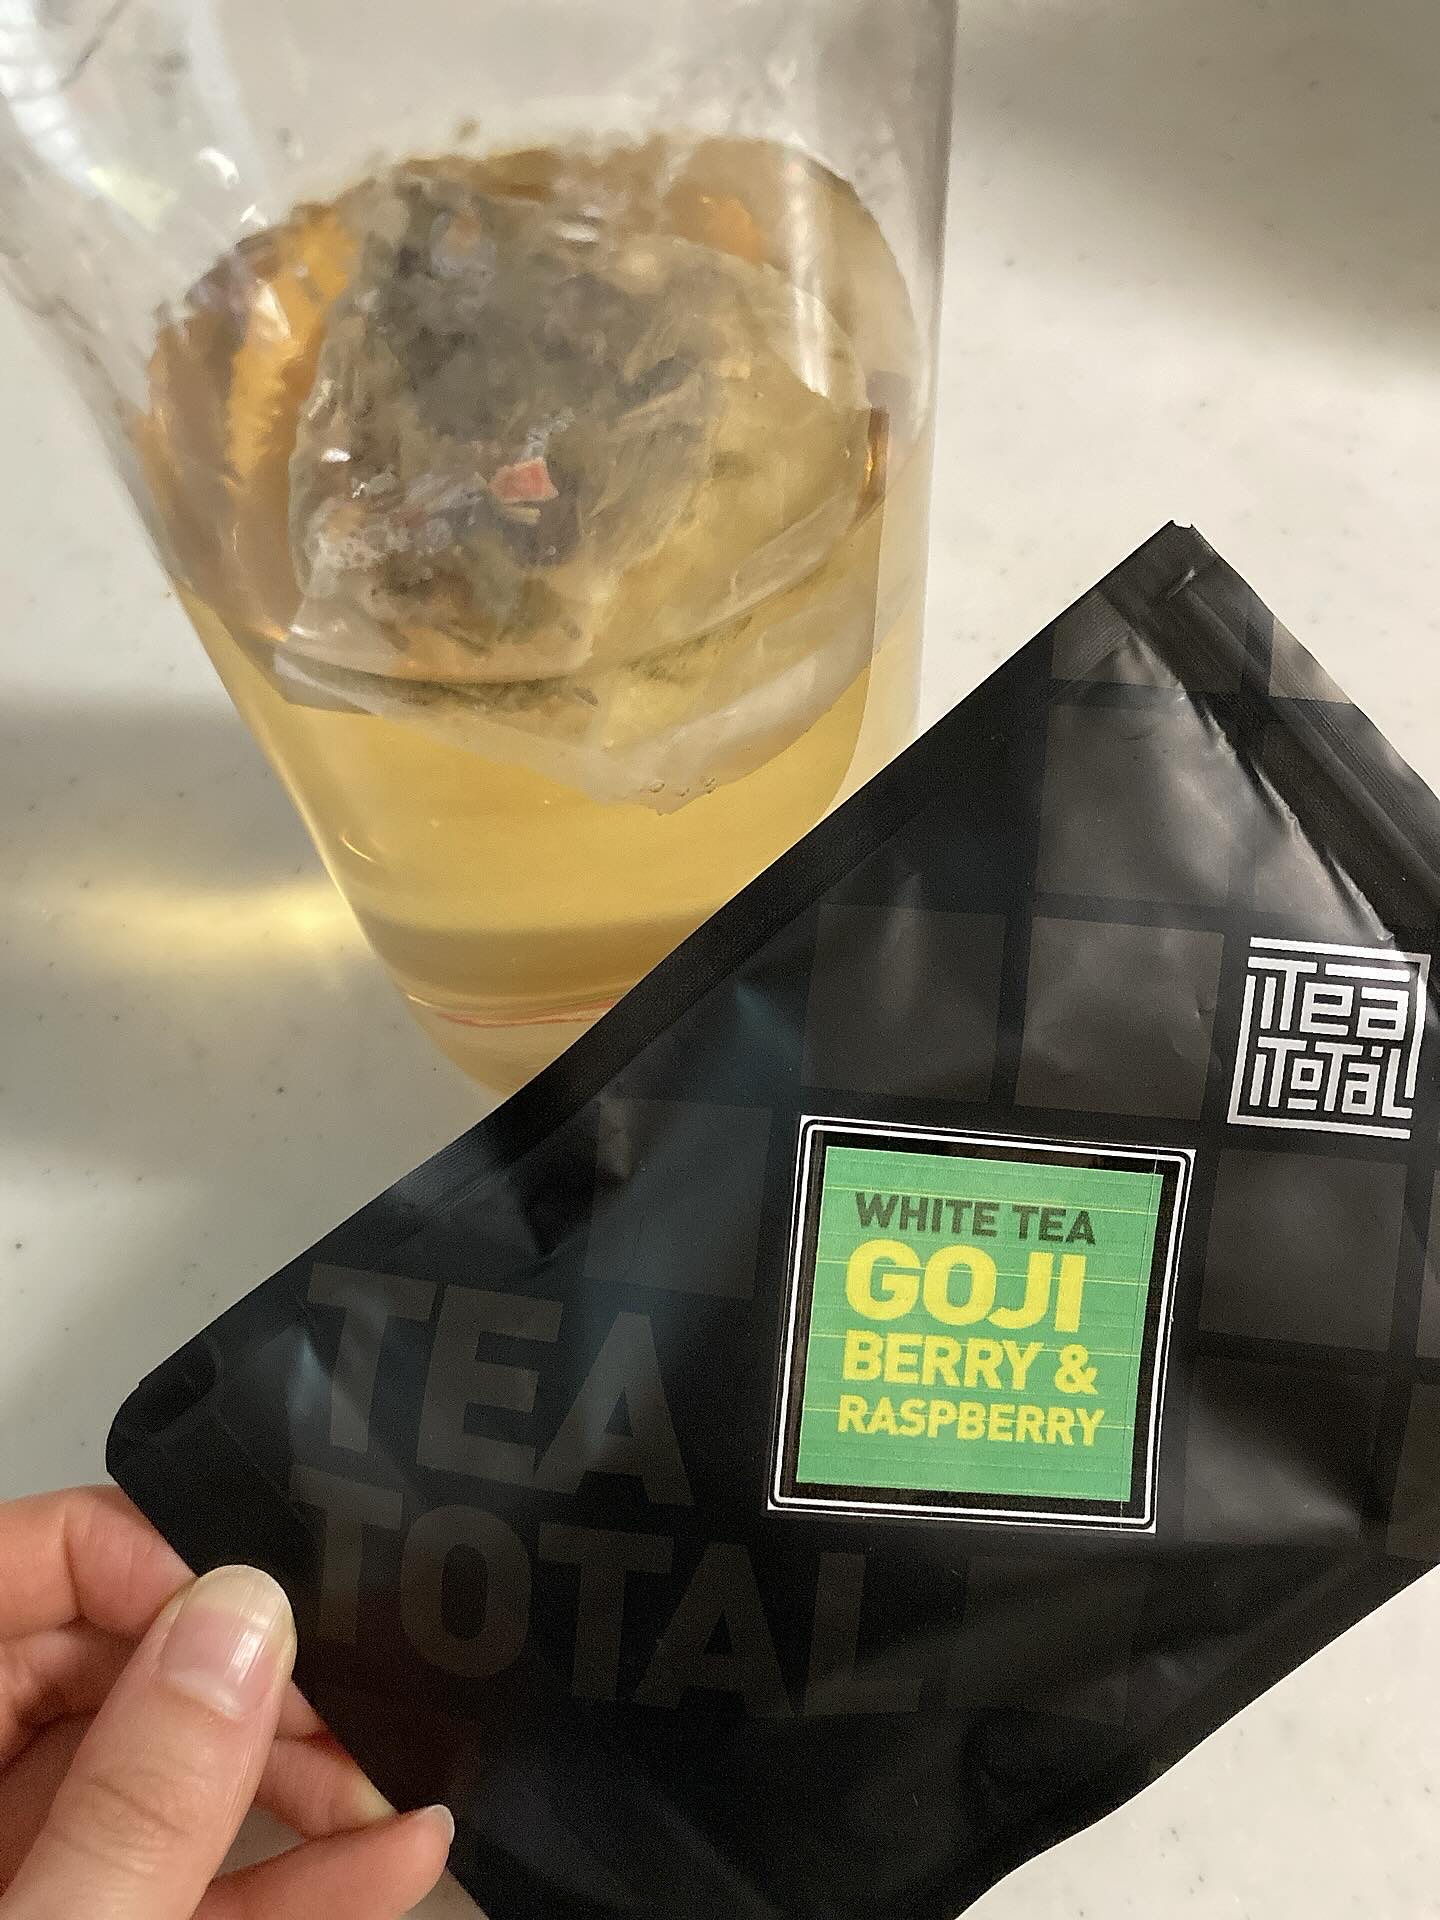 Tea
Total
WHITE TEA
GOJI
BERRY &
RASPBERRY
TEA
TOTAL